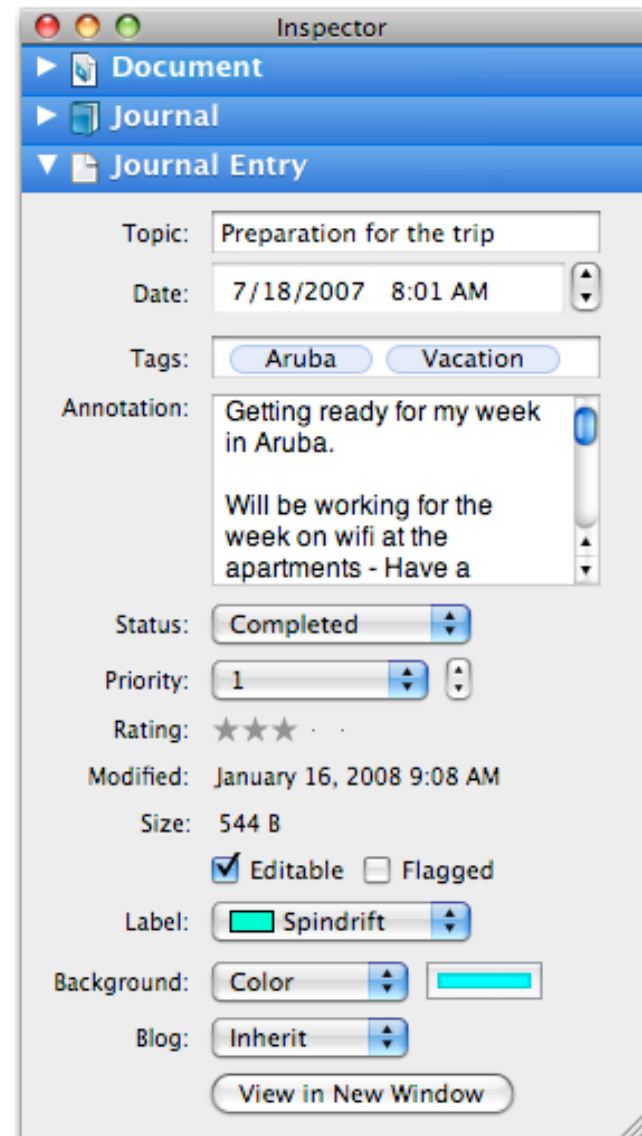 Inspector
Document
Journal
Journal Entry
Topic: Preparation for the trip
Date: 7/18/2007 8:01 AM
Tags: Aruba Vacation
Annotation: Getting ready for my week
in Aruba.
Will be working for the
week on wifi at the
apartments - Have a
Status: Completed
Priority: 1
Rating:
Modified: January 16, 2008 9:08 AM
Size: 544 B
Editable Flagged
Label: Spindrift
Background: Color
Blog: Inherit
View in New Window